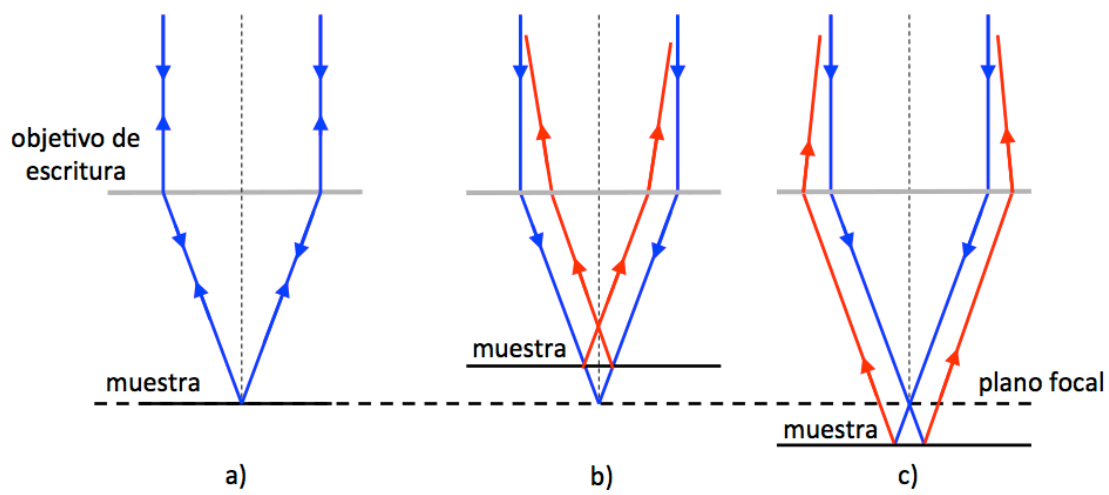 objetivo de
escritura
muestra
muestra
plano focal
muestra
a)
b)
c)